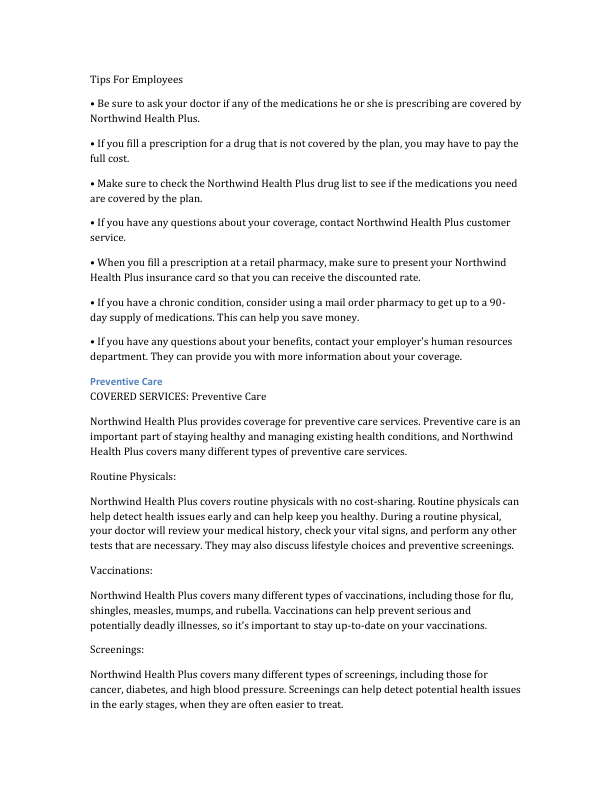 Tips For Employees
• Be sure to ask your doctor if any of the medications he or she is prescribing are covered by
Northwind Health Plus.
• If you fill a prescription for a drug that is not covered by the plan, you may have to pay the
full cost.
• Make sure to check the Northwind Health Plus drug list to see if the medications you need
are covered by the plan.
• If you have any questions about your coverage, contact Northwind Health Plus customer
service.
• When you fill a prescription at a retail pharmacy, make sure to present your Northwind
Health Plus insurance card so that you can receive the discounted rate.
• If you have a chronic condition, consider using a mail order pharmacy to get up to a 90-
day supply of medications. This can help you save money.
• If you have any questions about your benefits, contact your employer's human resources
department. They can provide you with more information about your coverage.
Preventive Care
COVERED SERVICES: Preventive Care
Northwind Health Plus provides coverage for preventive care services. Preventive care is an
important part of staying healthy and managing existing health conditions, and Northwind
Health Plus covers many different types of preventive care services.
Routine Physicals:
Northwind Health Plus covers routine physicals with no cost-sharing. Routine physicals can
help detect health issues early and can help keep you healthy. During a routine physical,
your doctor will review your medical history, check your vital signs, and perform any other
tests that are necessary. They may also discuss lifestyle choices and preventive screenings.
Vaccinations:
Northwind Health Plus covers many different types of vaccinations, including those for flu,
shingles, measles, mumps, and rubella. Vaccinations can help prevent serious and
potentially deadly illnesses, so it's important to stay up-to-date on your vaccinations.
Screenings:
Northwind Health Plus covers many different types of screenings, including those for
cancer, diabetes, and high blood pressure. Screenings can help detect potential health issues
in the early stages, when they are often easier to treat.